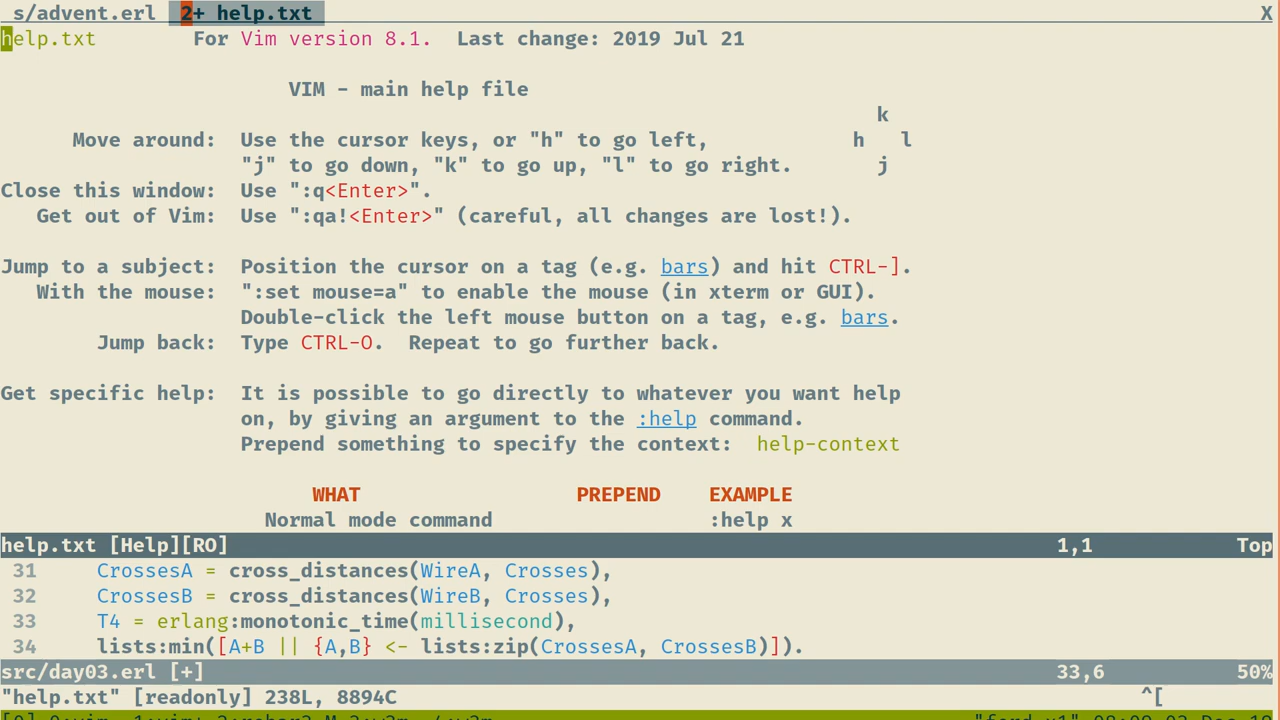 s/advent.erl  2+ help.txt X
help.txt For Vim version 8.1. Last change: 2019 Jul 21
VIM - main help file
k
Move around: Use the cursor keys, or "h" to go left, h l
"j" to go down, "k" to go up, "l" to go right. j
Close this window: Use ":q<Enter>".
Get out of Vim: Use ":qa!<Enter>" (careful, all changes are lost!).
Jump to a subject: Position the cursor on a tag (e.g. bars) and hit CTRL-].
With the mouse: ":set mouse=a" to enable the mouse (in xterm or GUI).
Double-click the left mouse button on a tag, e.g. bars.
Jump back: Type CTRL-O. Repeat to go further back.
Get specific help: It is possible to go directly to whatever you want help
on, by giving an argument to the :help command.
Prepend something to specify the context: help-context
WHAT PREPEND EXAMPLE
Normal mode command :help x
help.txt [Help][RO] 1,1 Top
31 CrossesA = cross_distances(WireA, Crosses),
32 CrossesB = cross_distances(WireB, Crosses),
33 T4 = erlang:monotonic_time(millisecond),
34 lists:min([A+B || {A,B} <- lists:zip(CrossesA, CrossesB)]).
src/day03.erl [+] 33,6 50%
"help.txt" [readonly] 238L, 8894C ^[